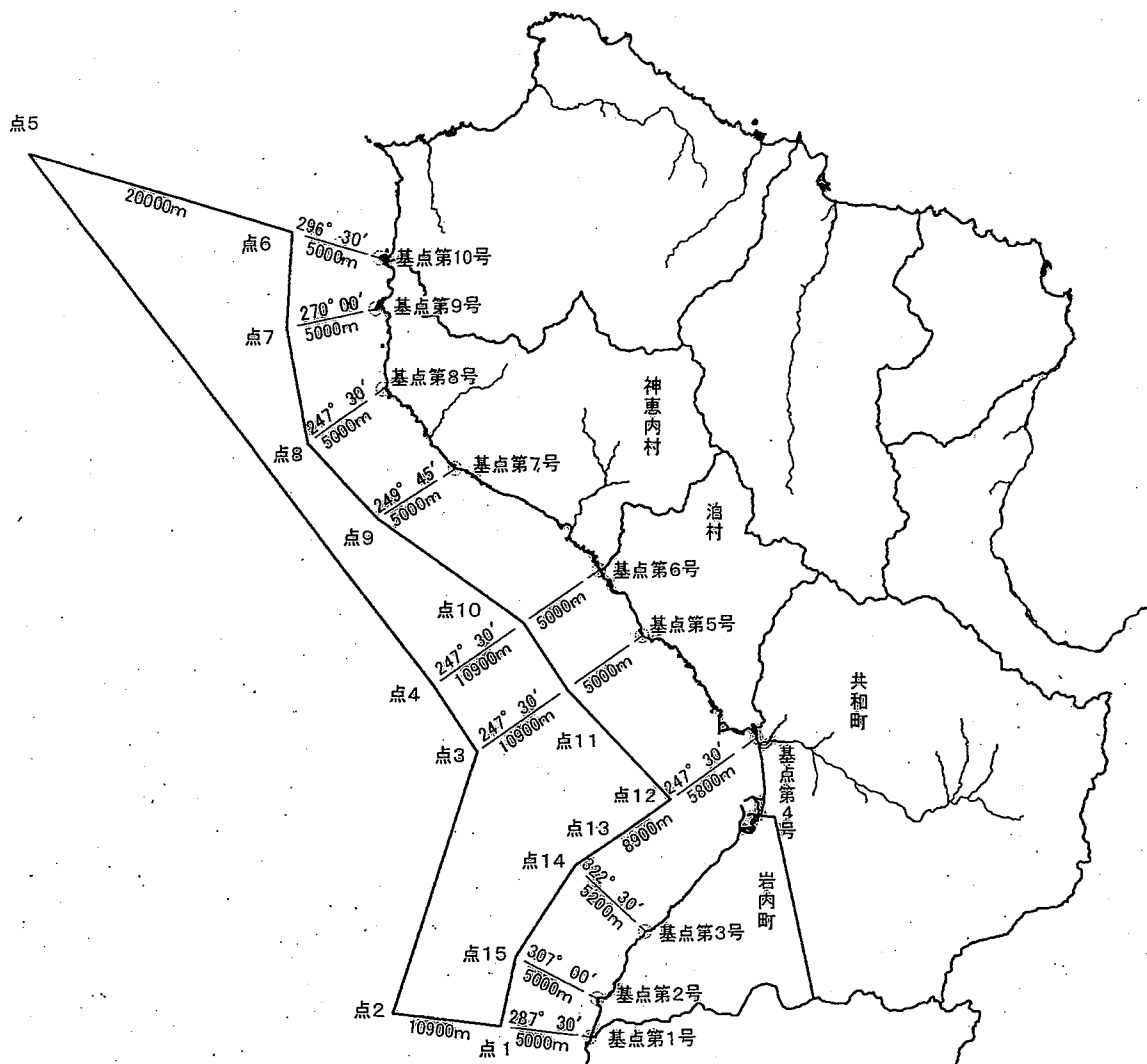 点5
20000m
点6
296° 30′
5000m
基点第10号
点7
270° 00′
5000m
基点第9号
基点第8号
247° 30′
5000m
点8
神恵内村
基点第7号
249° 45′
5000m
点9
泊村
基点第6号
点10
5000m
基点第5号
247° 30′
10900m
5000m
点4
共和町
247° 30′
10900m
点3
点11
基点第4号
247° 30′
5800m
点12
点13
8900m
点14
322° 30′
5200m
岩内町
基点第3号
点15
307° 00′
5000m
基点第2号
点2
10900m
点1
287° 30′
5000m
基点第1号